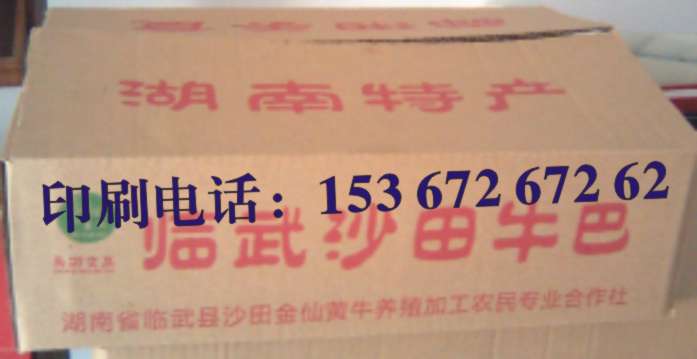 湖南特产
印刷电话：153 672 672 62
临武沙田牛巴
湖南省临武县沙田金仙黄牛养殖加工农民专业合作社